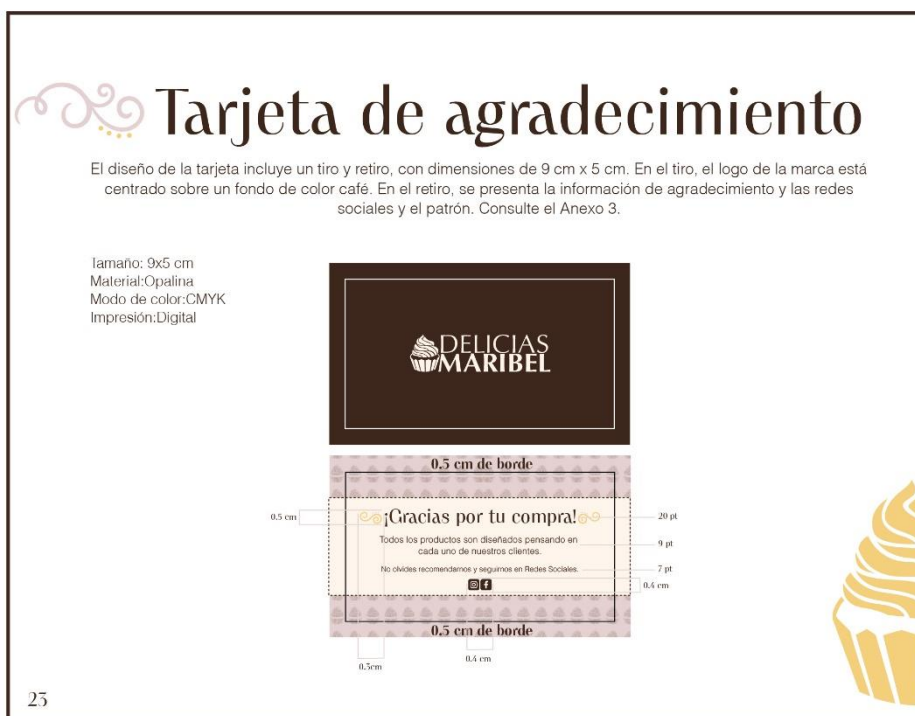 Tarjeta de agradecimiento
El diseño de la tarjeta incluye un tiro y retiro, con dimensiones de 9 cm x 5 cm. En el tiro, el logo de la marca está
centrado sobre un fondo de color café. En el retiro, se presenta la información de agradecimiento y las redes
sociales y el patrón. Consulte el Anexo 3.
Tamaño: 9x5 cm
Material:Opalina
Modo de color:CMYK
Impresión:Digital
DELICIAS
MARIBEL
0.5 cm de borde
0.5 cm
¡Gracias por tu compra!
20 pt
Todos los productos son diseñados pensando en
cada uno de nuestros clientes.
9 pt
No olvides recomendarnos y seguirnos en Redes Sociales.
7 pt
0.4 cm
0.5 cm de borde
0.3cm
0.4 cm
23